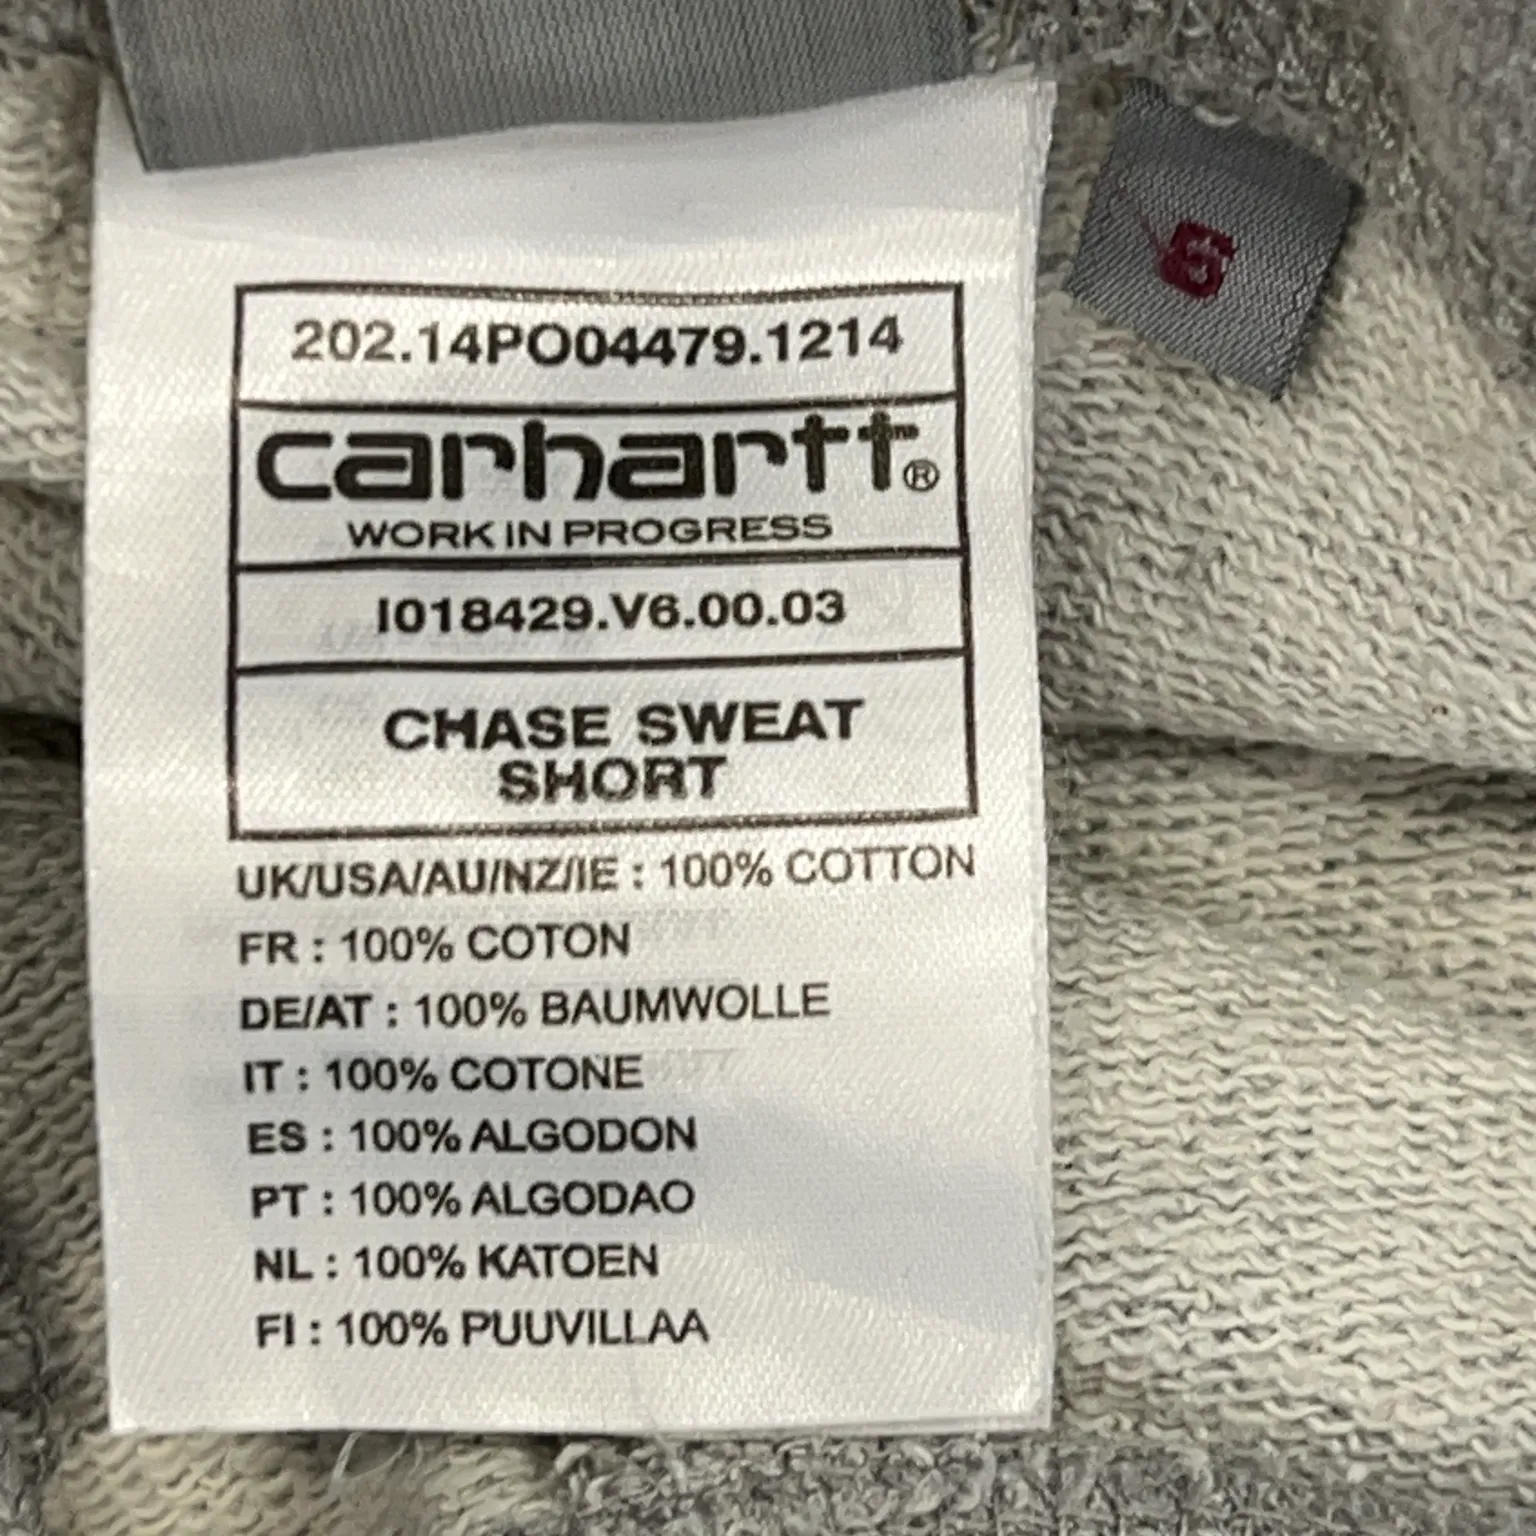 202.14PO04479.1214
carhartt®
WORK IN PROGRESS
I018429.V6.00.03
CHASE SWEAT
SHORT
UK/USA/AU/NZ/IE : 100% COTTON
FR : 100% COTON
DE/AT : 100% BAUMWOLLE
IT : 100% COTONE
ES : 100% ALGODON
PT : 100% ALGODAO
NL : 100% KATOEN
FI : 100% PUUVILLAA